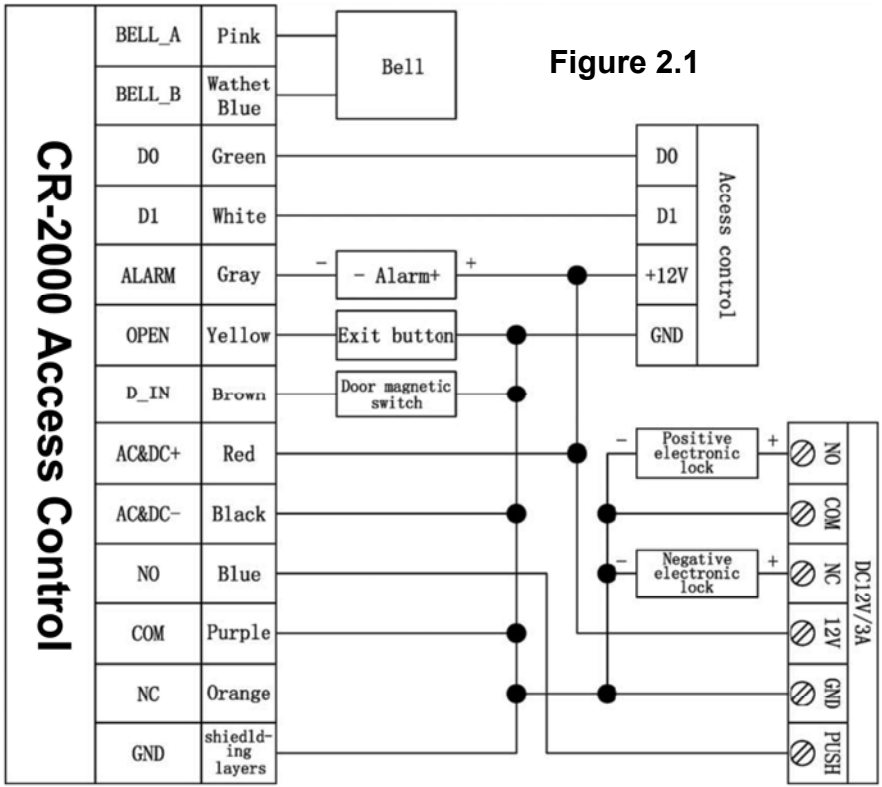 Figure 2.1
CR-2000 Access Control
BELL_A Pink
BELL_B Wathet
Blue
D0 Green
D1 White
ALARM Gray
OPEN Yellow
D_IN Brown
AC&DC+ Red
AC&DC- Black
NO Blue
COM Purple
NC Orange
GND shiedld-
ing
layers
Bell
- - Alarm+ +
Exit button
Door magnetic
switch
D0
D1
+12V
GND
Access control
- Positive +
electronic
lock
- Negative +
electronic
lock
NO
COM
NC
12V
GND
PUSH
DC12V/3A